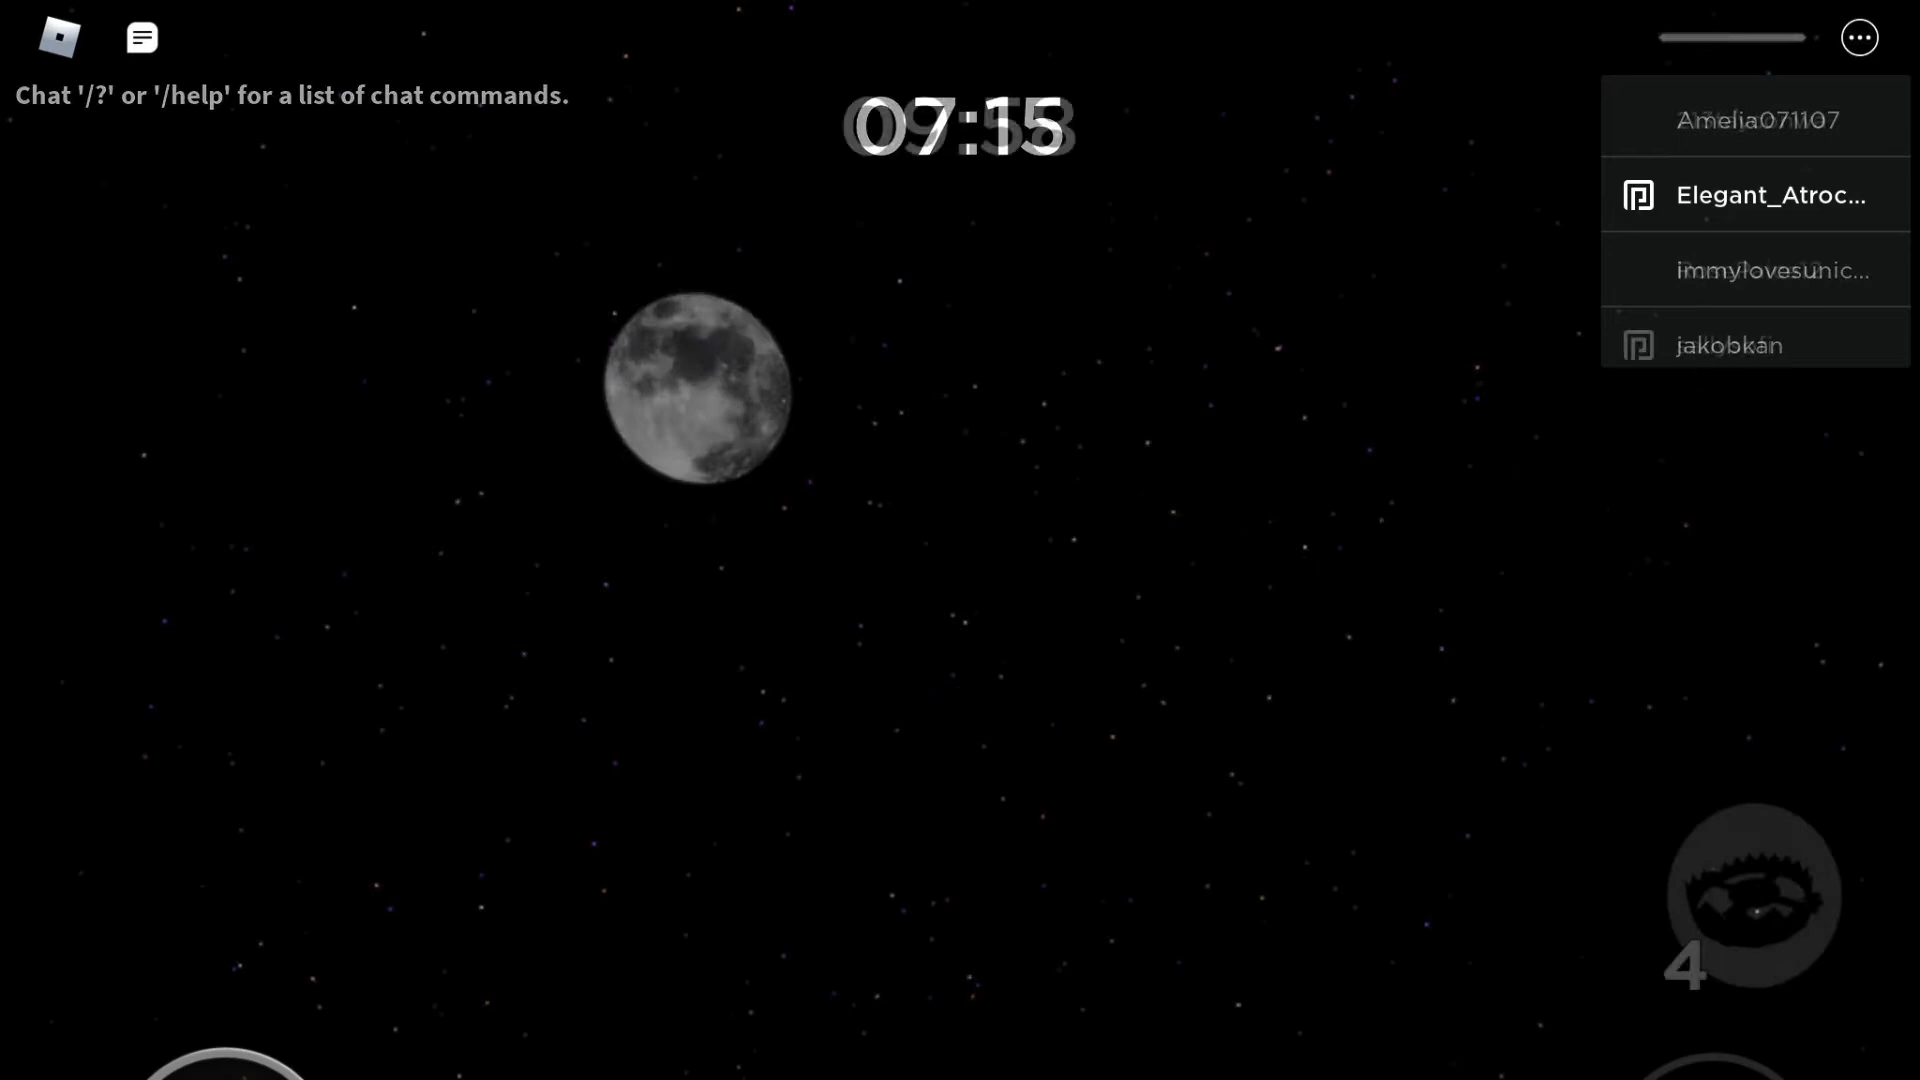 Chat '/?' or '/help' for a list of chat commands.
07:15
Amelia071107
Elegant_Atroc...
immylovesunic...
jakobkan
4